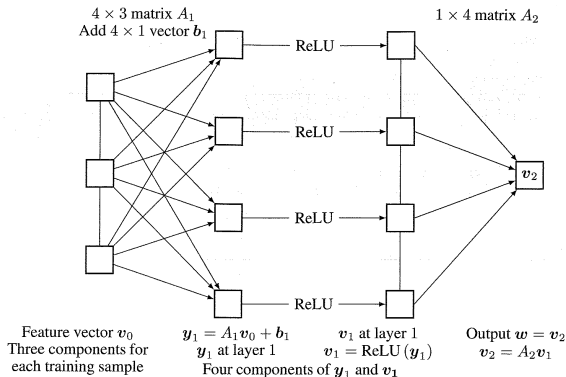 4 × 3 matrix A₁
Add 4 × 1 vector b₁
1 × 4 matrix A₂
ReLU
ReLU
v₂
ReLU
ReLU
Feature vector v₀
Three components for
each training sample
y₁ = A₁v₀ + b₁
y₁ at layer 1
v₁ at layer 1
v₁ = ReLU (y₁)
Four components of y₁ and v₁
Output w = v₂
v₂ = A₂v₁